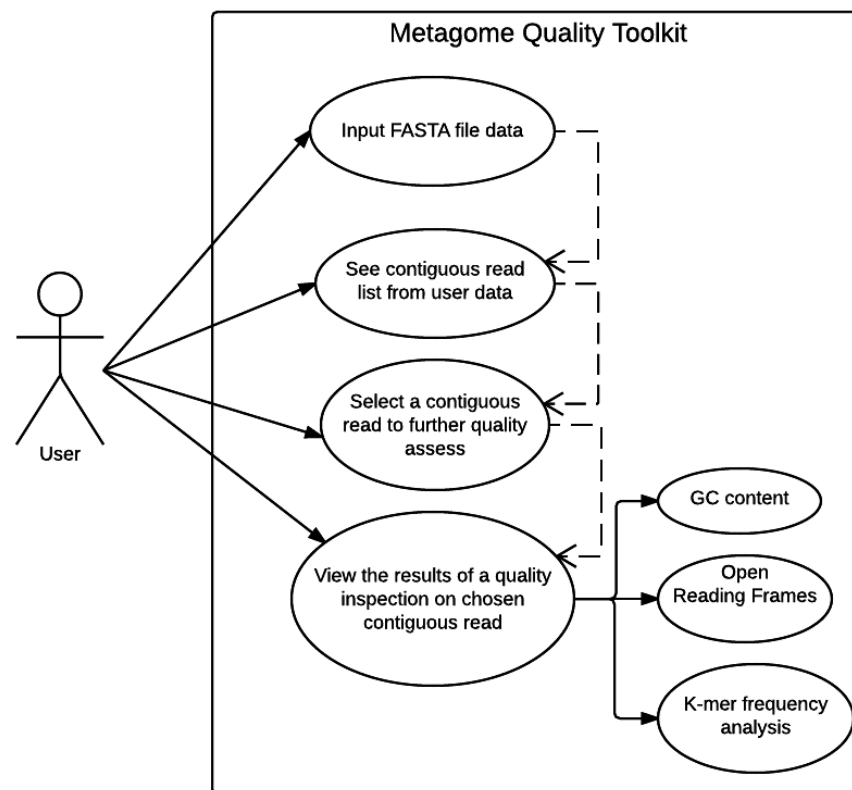 Metagome Quality Toolkit
Input FASTA file data
See contiguous read
list from user data
Select a contiguous
read to further quality
assess
User
GC content
View the results of a quality
inspection on chosen
contiguous read
Open
Reading Frames
K-mer frequency
analysis